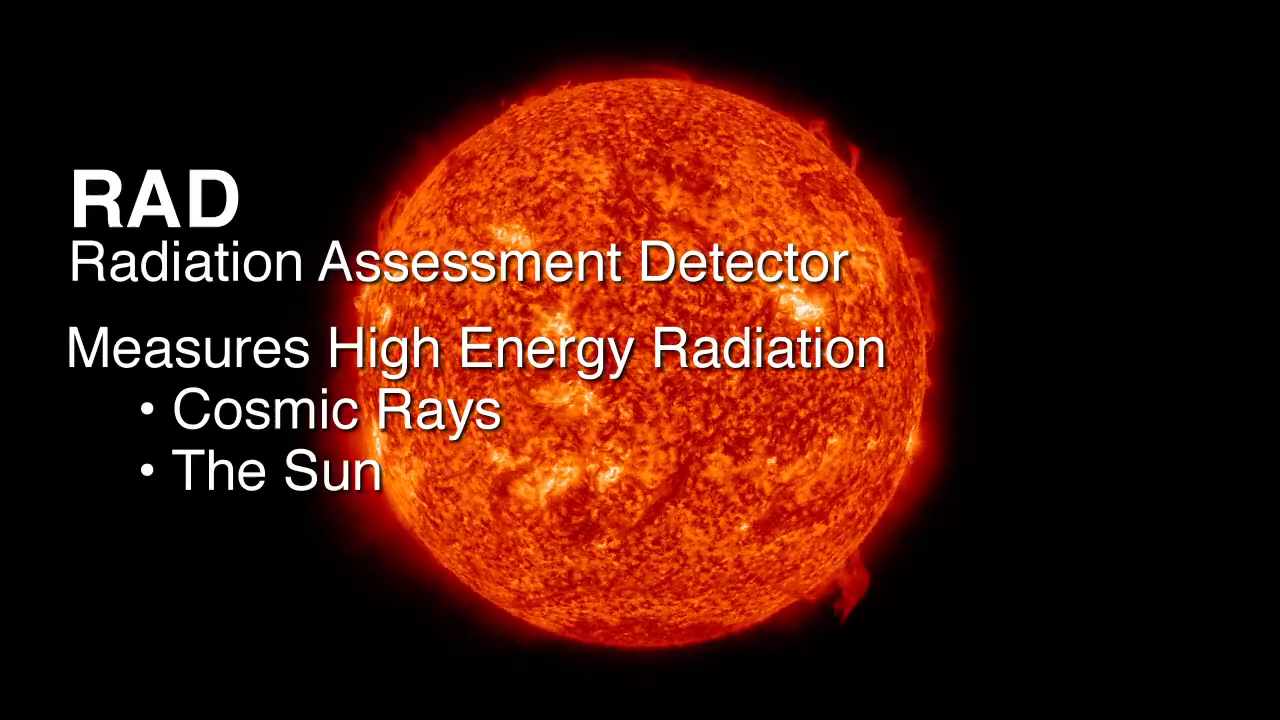 RAD
Radiation Assessment Detector
Measures High Energy Radiation
• Cosmic Rays
• The Sun